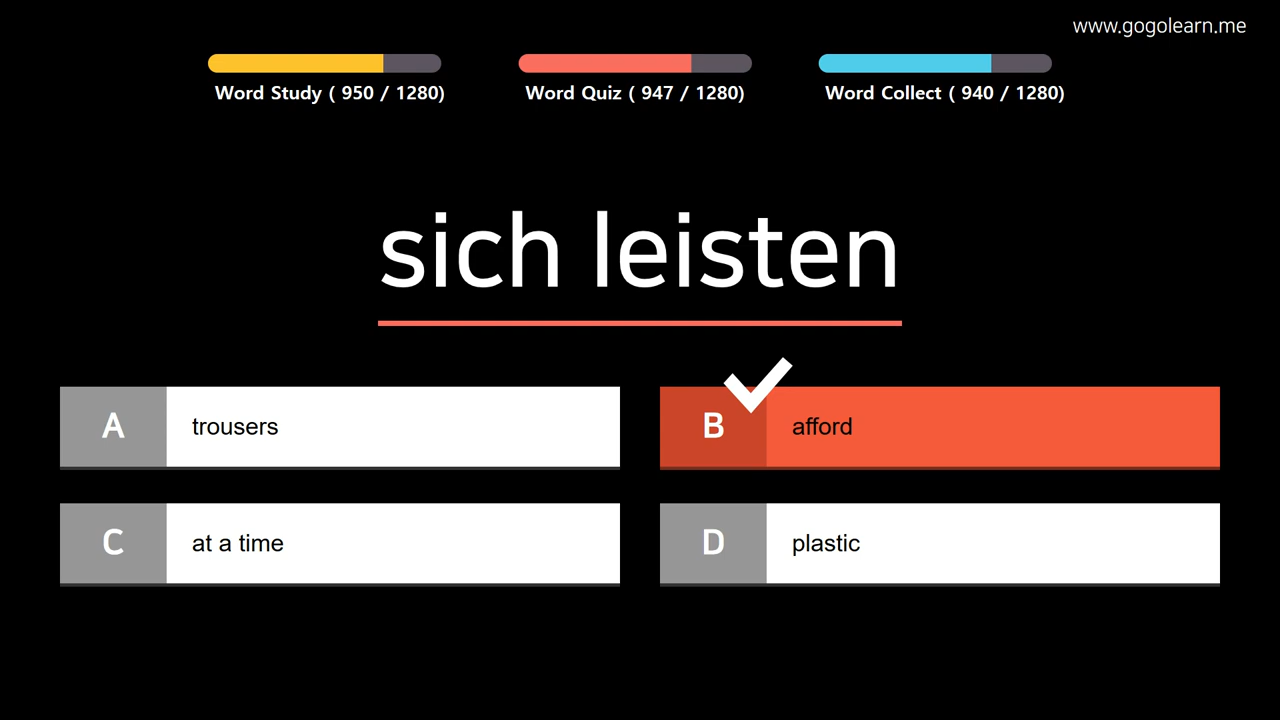 www.gogolearn.me
Word Study ( 950 / 1280)
Word Quiz ( 947 / 1280)
Word Collect ( 940 / 1280)
sich leisten
A trousers
B afford
C at a time
D plastic